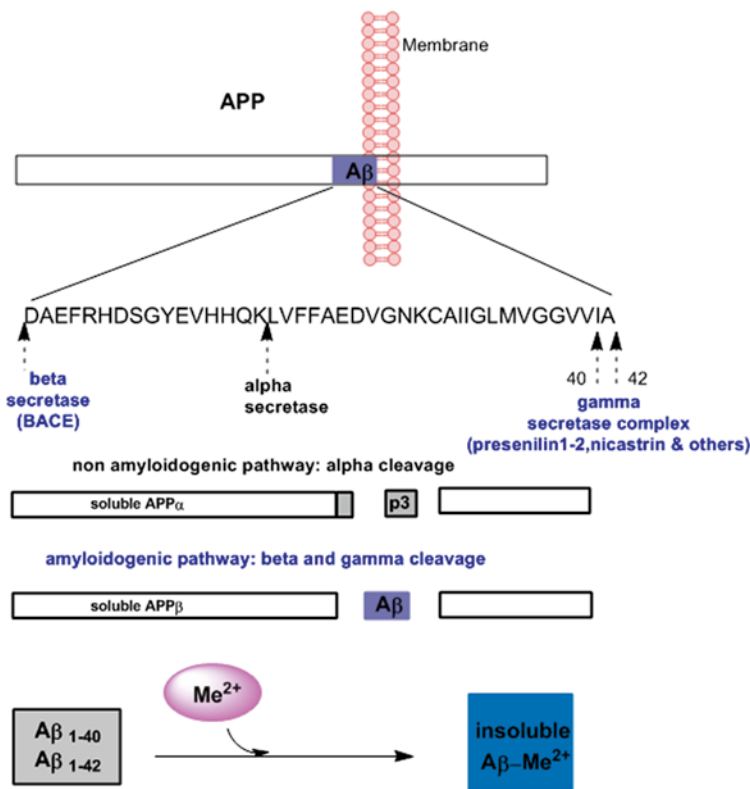 Membrane
APP
Aβ
DAEFRHDSGYEVHHQKLVFFAEDVGNKCAIIGLMVGGVVIA
beta
secretase
(BACE)
alpha
secretase
40
42
gamma
secretase complex
(presenilin1-2,nicastrin & others)
non amyloidogenic pathway: alpha cleavage
soluble APPα
p3
amyloidogenic pathway: beta and gamma cleavage
soluble APPβ
Aβ
Me²⁺
Aβ ₁₋₄₀
Aβ ₁₋₄₂
insoluble
Aβ–Me²⁺